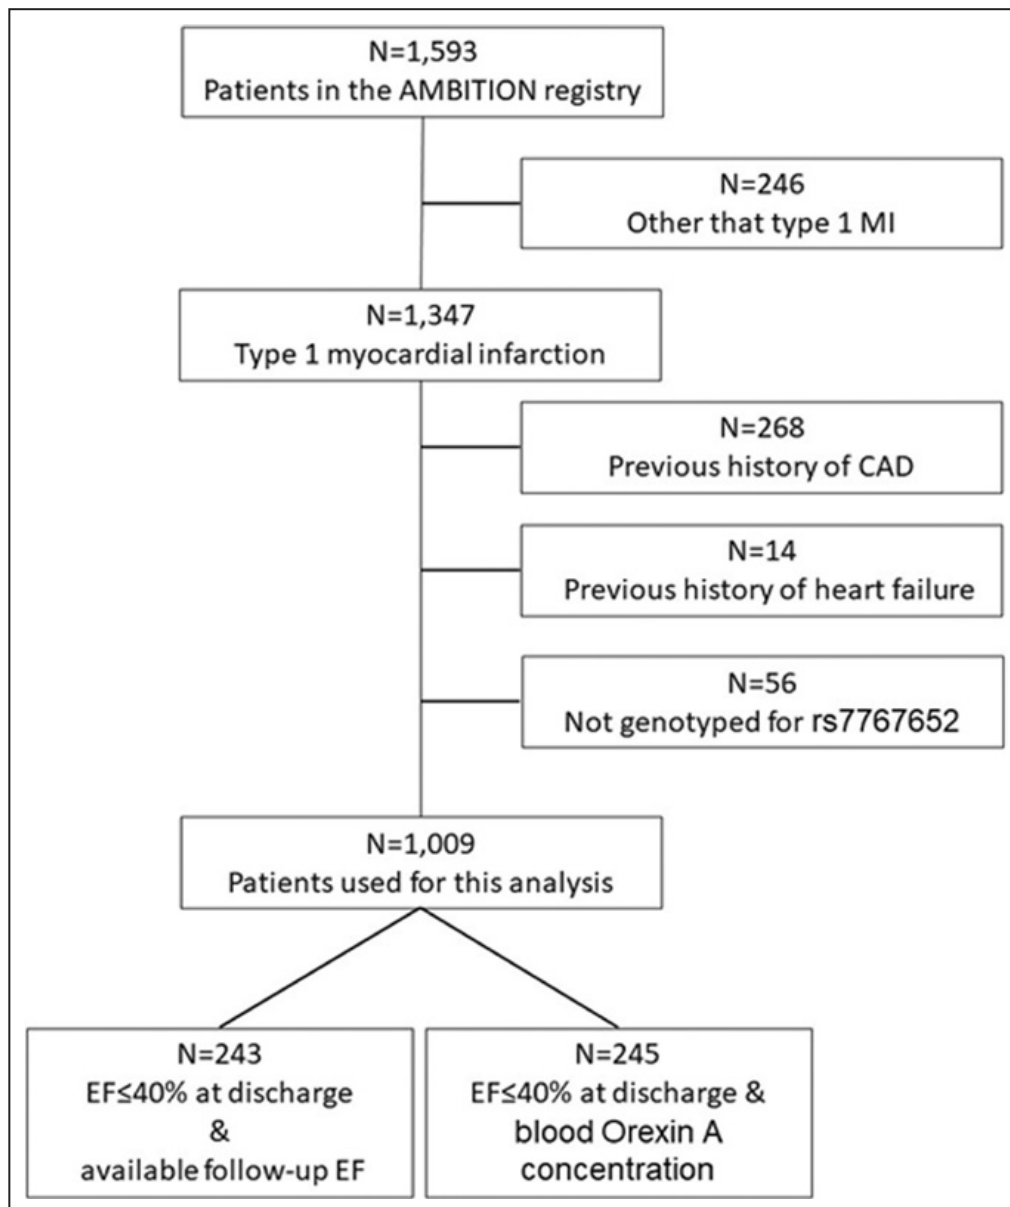 N=1,593
Patients in the AMBITION registry
N=246
Other that type 1 MI
N=1,347
Type 1 myocardial infarction
N=268
Previous history of CAD
N=14
Previous history of heart failure
N=56
Not genotyped for rs7767652
N=1,009
Patients used for this analysis
N=243
EF≤40% at discharge
&
available follow-up EF
N=245
EF≤40% at discharge &
blood Orexin A
concentration